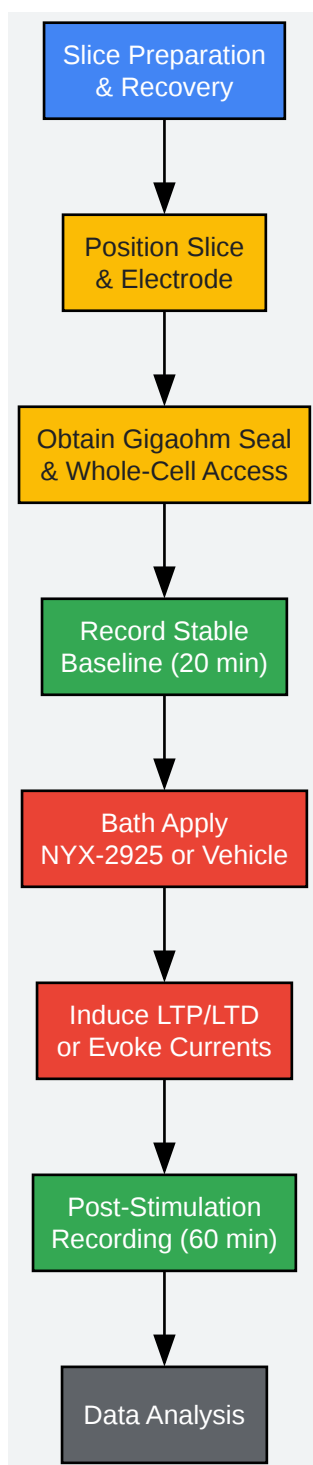 Slice Preparation
& Recovery
Position Slice
& Electrode
Obtain Gigaohm Seal
& Whole-Cell Access
Record Stable
Baseline (20 min)
Bath Apply
NYX-2925 or Vehicle
Induce LTP/LTD
or Evoke Currents
Post-Stimulation
Recording (60 min)
Data Analysis